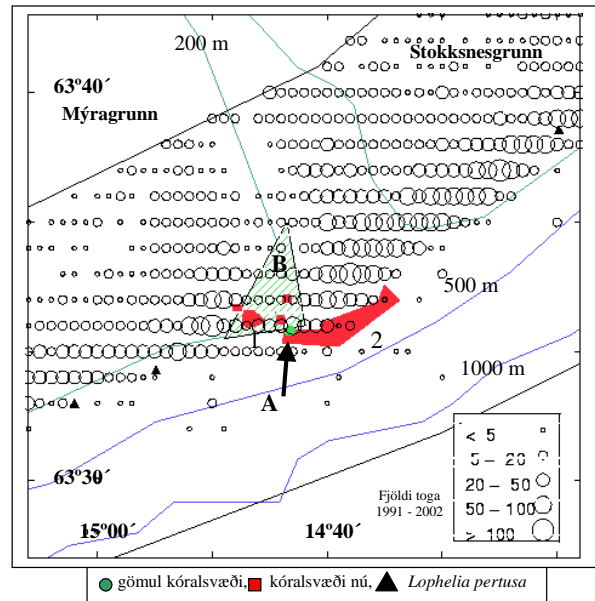 200 m
Stokksnesgrunn
63º40´
Mýragrunn
B
500 m
1
2
1000 m
A
< 5
5 – 20
20 – 50
50 – 100
> 100
63º30´
Fjöldi toga
1991 - 2002
15º00´
14º40´
gömul kóralsvæði, kóralsvæði nú, Lophelia pertusa